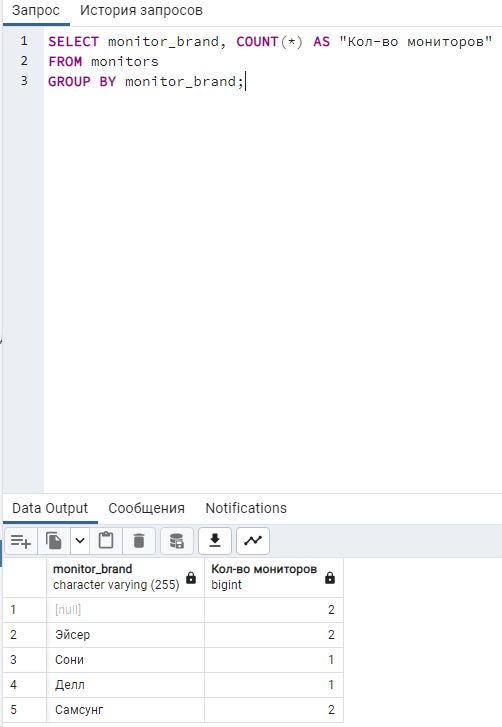 Запрос История запросов
1 SELECT monitor_brand, COUNT(*) AS "Кол-во мониторов"
2 FROM monitors
3 GROUP BY monitor_brand;
Data Output Сообщения Notifications
monitor_brand Кол-во мониторов
character varying (255) bigint
1 [null] 2
2 Эйсер 2
3 Сони 1
4 Делл 1
5 Самсунг 2